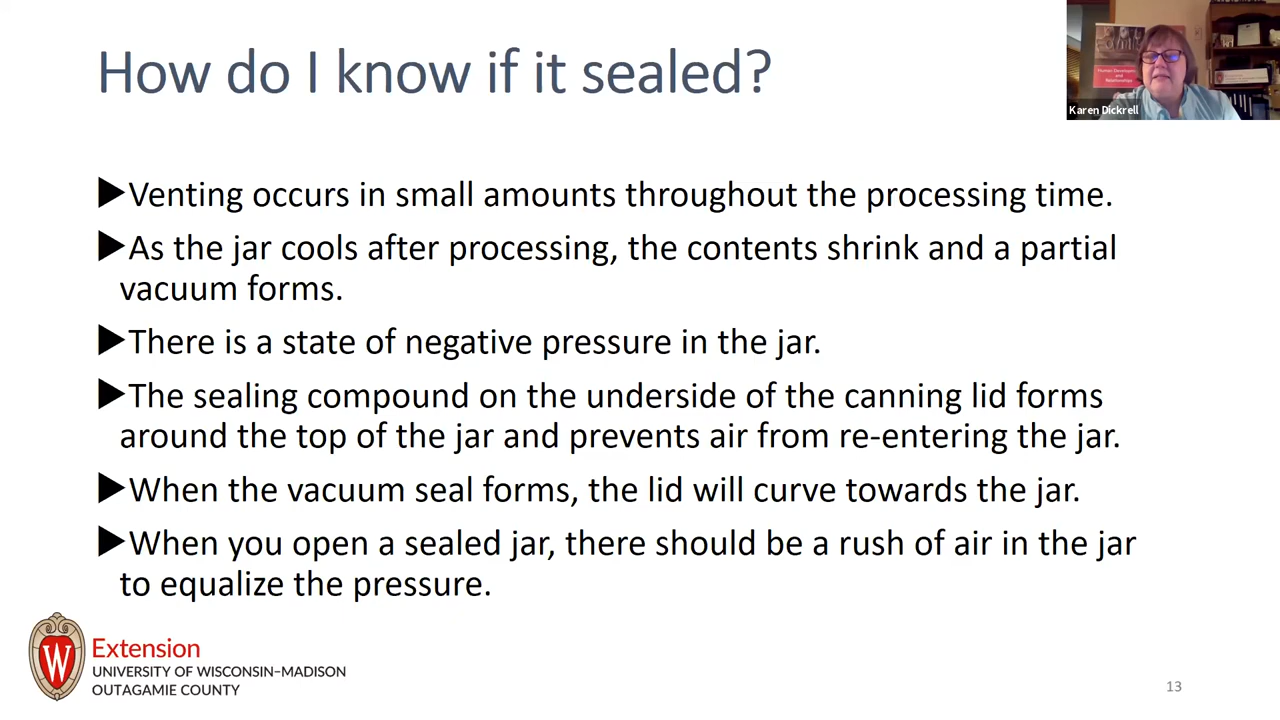 How do I know if it sealed?
Karen Dickrell
▶Venting occurs in small amounts throughout the processing time.
▶As the jar cools after processing, the contents shrink and a partial
vacuum forms.
▶There is a state of negative pressure in the jar.
▶The sealing compound on the underside of the canning lid forms
around the top of the jar and prevents air from re-entering the jar.
▶When the vacuum seal forms, the lid will curve towards the jar.
▶When you open a sealed jar, there should be a rush of air in the jar
to equalize the pressure.
W
Extension
UNIVERSITY OF WISCONSIN–MADISON
OUTAGAMIE COUNTY
13